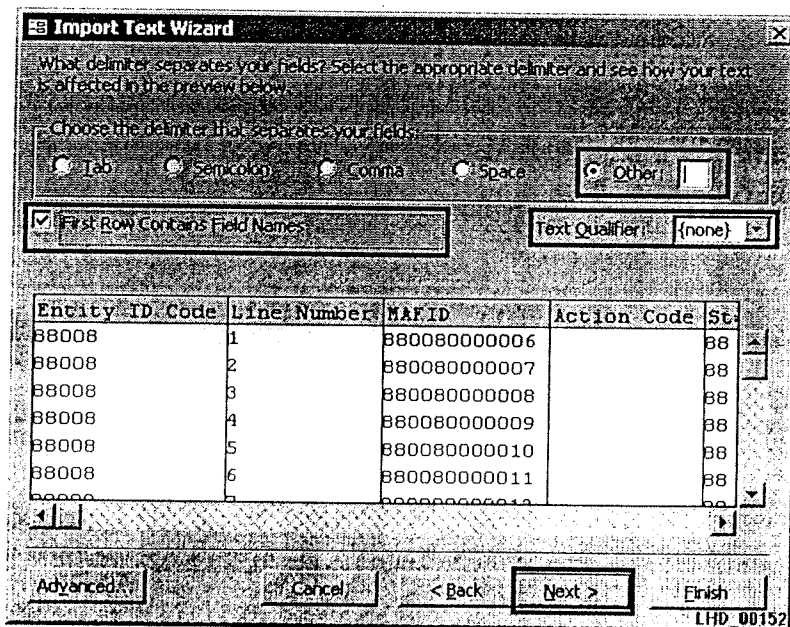 Import Text Wizard
What delimiter separates your fields? Select the appropriate delimiter and see how your text
is affected in the preview below.
Choose the delimiter that separates your fields:
Tab Semicolon Comma Space Other: |
First Row Contains Field Names Text Qualifier: {none}
Entity ID Code Line Number MAFID Action Code St
88008 1 880080000006 88
88008 2 880080000007 88
88008 3 880080000008 88
88008 4 880080000009 88
88008 5 880080000010 88
88008 6 880080000011 88
Advanced... Cancel < Back Next > Finish
LHD_00152